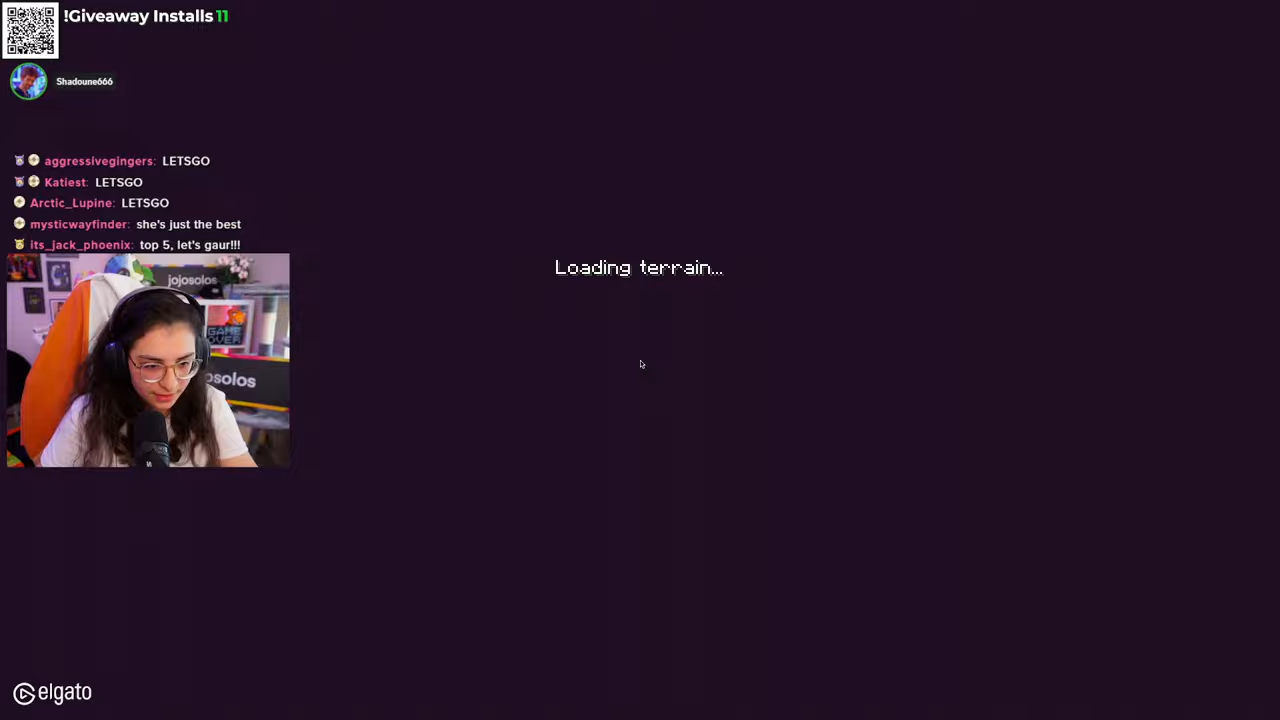 !Giveaway Installs 11
Shadoune666
aggressivegingers: LETSGO
Katiest: LETSGO
Arctic_Lupine: LETSGO
mysticwayfinder: she's just the best
its_jack_phoenix: top 5, let's gaur!!!
Loading terrain...
jojosolos
GAME
OVER
josolos
elgato